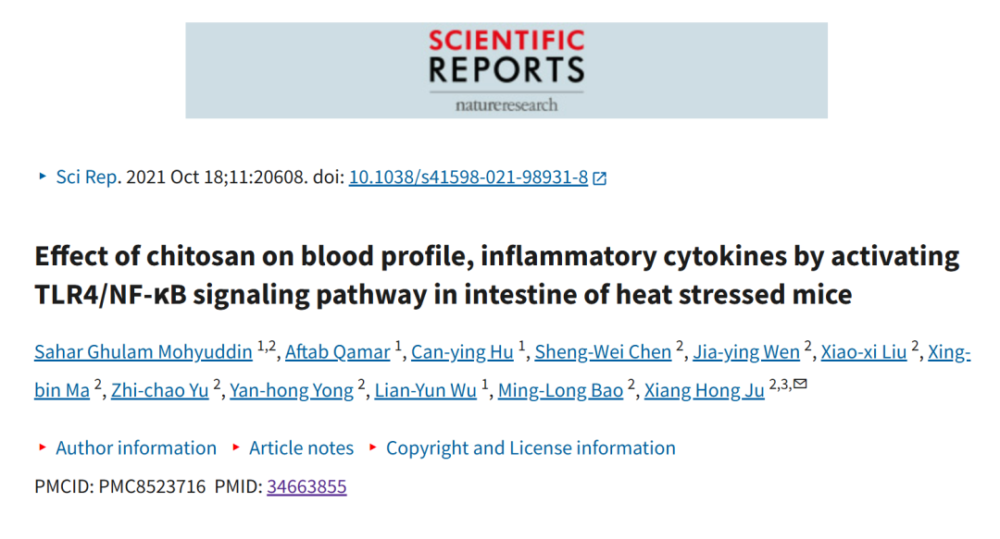 SCIENTIFIC
REPORTS
natureresearch
Sci Rep. 2021 Oct 18;11:20608. doi: 10.1038/s41598-021-98931-8
Effect of chitosan on blood profile, inflammatory cytokines by activating
TLR4/NF-κB signaling pathway in intestine of heat stressed mice
Sahar Ghulam Mohyuddin 1,2, Aftab Qamar 1, Can-ying Hu 1, Sheng-Wei Chen 2, Jia-ying Wen 2, Xiao-xi Liu 2, Xing-
bin Ma 2, Zhi-chao Yu 2, Yan-hong Yong 2, Lian-Yun Wu 1, Ming-Long Bao 2, Xiang Hong Ju 2,3,✉
Author information Article notes Copyright and License information
PMCID: PMC8523716 PMID: 34663855